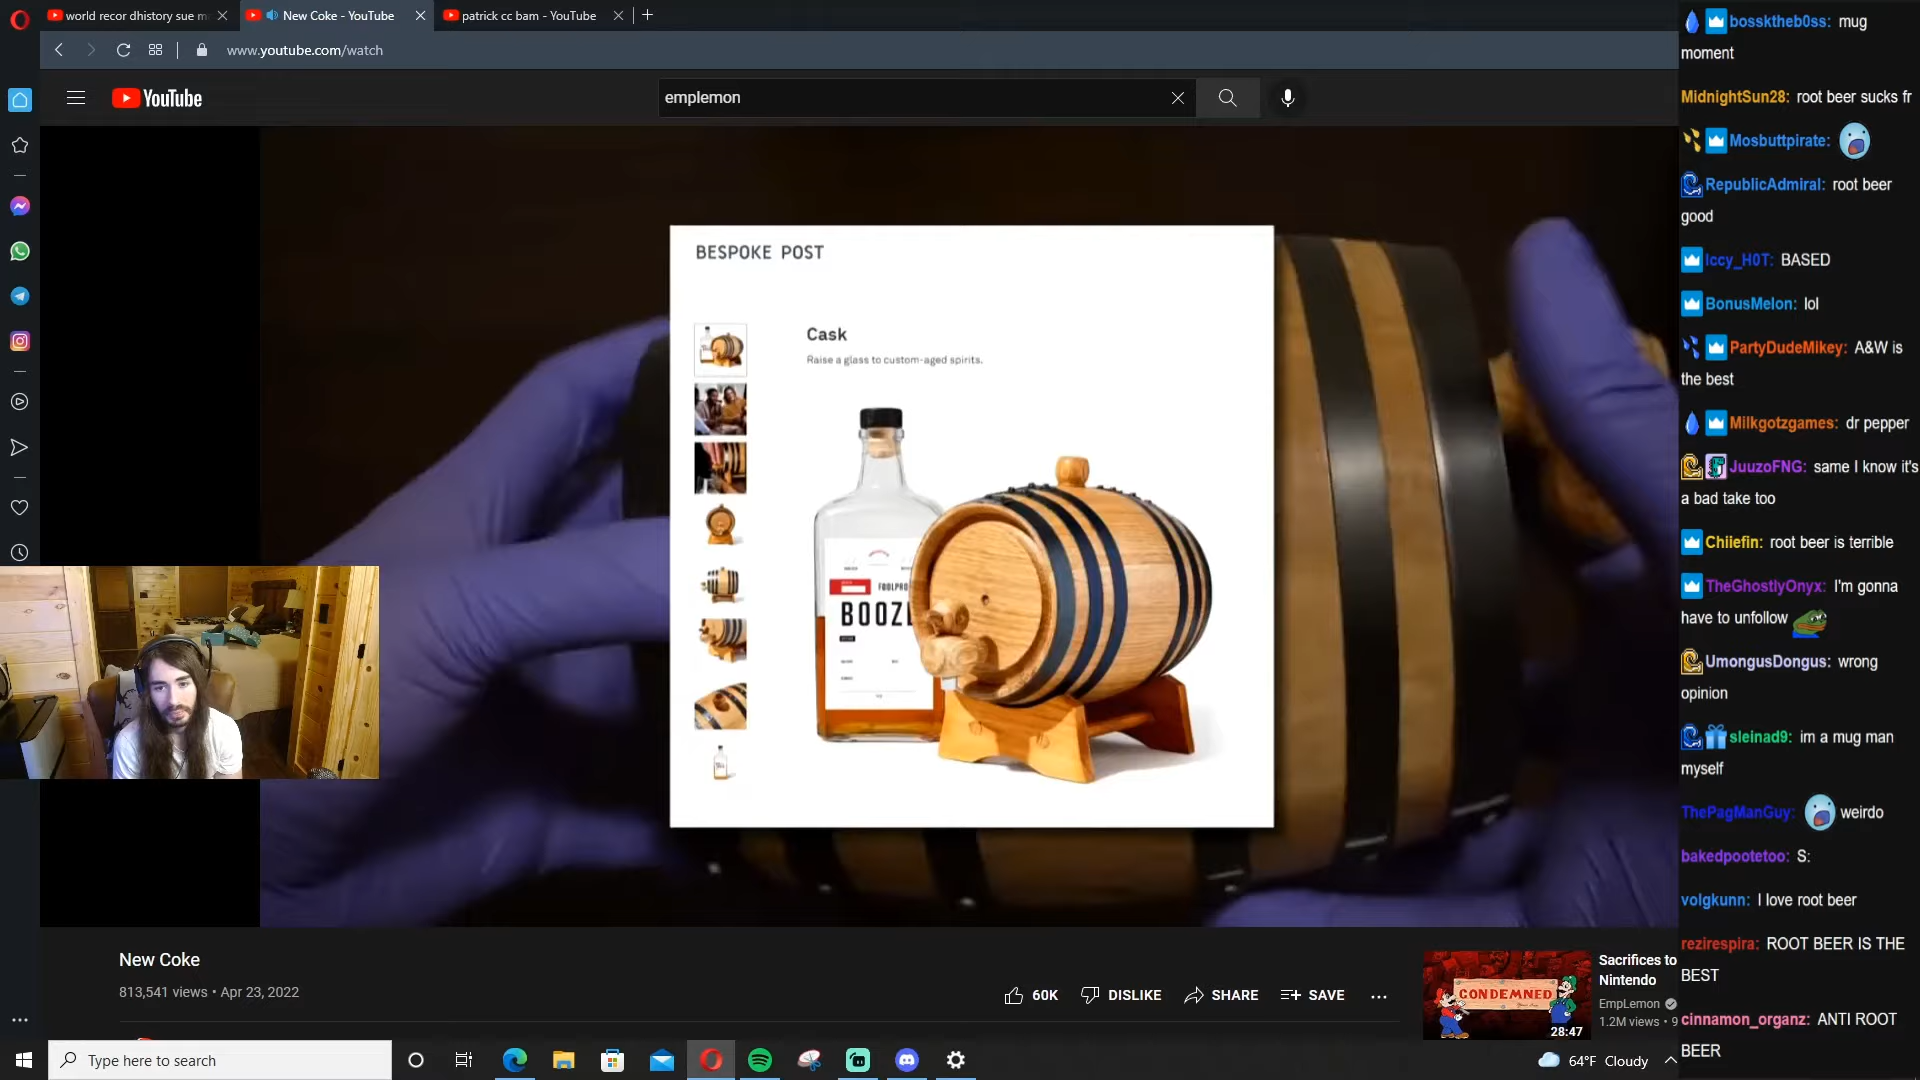 world recor dhistory sue m
New Coke - YouTube
patrick cc bam - YouTube
www.youtube.com/watch
YouTube
emplemon
BESPOKE POST
Cask
Raise a glass to custom-aged spirits.
BOOZE
New Coke
813,541 views • Apr 23, 2022
60K
DISLIKE
SHARE
SAVE
CONDEMNED
28:47
Sacrifices to
Nintendo
EmpLemon
1.2M views • 9
bossktheb0ss: mug
moment
MidnightSun28: root beer sucks fr
Mosbuttpirate:
RepublicAdmiral: root beer
good
Iccy_H0T: BASED
BonusMelon: lol
PartyDudeMikey: A&W is
the best
Milkgotzgames: dr pepper
JuuzoFNG: same I know it's
a bad take too
Chiiefin: root beer is terrible
TheGhostlyOnyx: I'm gonna
have to unfollow
UmongusDongus: wrong
opinion
sleinad9: im a mug man
myself
ThePagManGuy: weirdo
bakedpootetoo: S:
volgkunn: I love root beer
rezirespira: ROOT BEER IS THE
BEST
cinnamon_organz: ANTI ROOT
BEER
Type here to search
64°F Cloudy